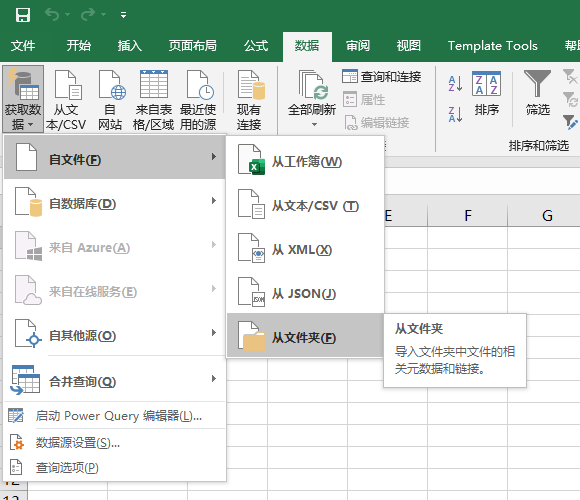 文件 开始 插入 页面布局 公式 数据 审阅 视图 Template Tools
获取数据
从文本/CSV
自网站
来自表格/区域
最近使用的源
现有连接
全部刷新
查询和连接
属性
编辑链接
排序
筛选
排序和筛选
自文件(F)
自数据库(D)
来自 Azure(A)
来自在线服务(E)
自其他源(O)
合并查询(Q)
启动 Power Query 编辑器(L)...
数据源设置(S)...
查询选项(P)
从工作簿(W)
从文本/CSV (T)
从 XML(X)
从 JSON(J)
从文件夹(F)
从文件夹
导入文件夹中文件的相
关元数据和链接。
E F G